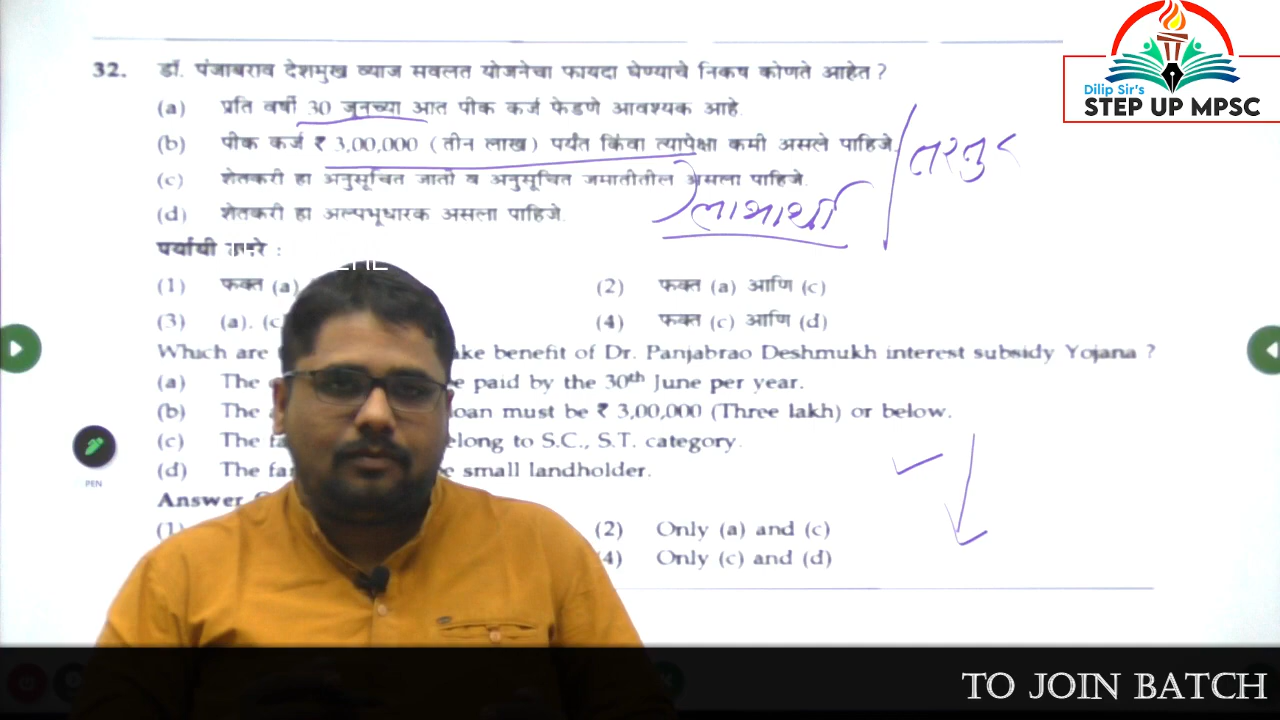 Dilip Sir's
STEP UP MPSC
32. डॉ. पंजाबराव देशमुख व्याज सवलत योजनेचा फायदा घेण्याचे निकष कोणते आहेत ?
(a) प्रति वर्षी 30 जूनच्या आत पीक कर्ज फेडणे आवश्यक आहे.
(b) पीक कर्ज ₹ 3,00,000 (तीन लाख) पर्यंत किंवा त्यापेक्षा कमी असले पाहिजे.
(c) शेतकरी हा अनुसूचित जाती व अनुसूचित जमातीतील असला पाहिजे.
(d) शेतकरी हा अल्पभूधारक असला पाहिजे.
लाभार्थी
पर्यायी
(1) फक्त (a) (2) फक्त (a) आणि (c)
(3) (a), (c (4) फक्त (c) आणि (d)
Which are benefit of Dr. Panjabrao Deshmukh interest subsidy Yojana ?
(a) The paid by the 30th June per year.
(b) The loan must be ₹ 3,00,000 (Three lakh) or below.
(c) The to S.C., S.T. category.
(d) The small landholder.
Answer
(1) (2) Only (a) and (c)
(4) Only (c) and (d)
PEN
TO JOIN BATCH